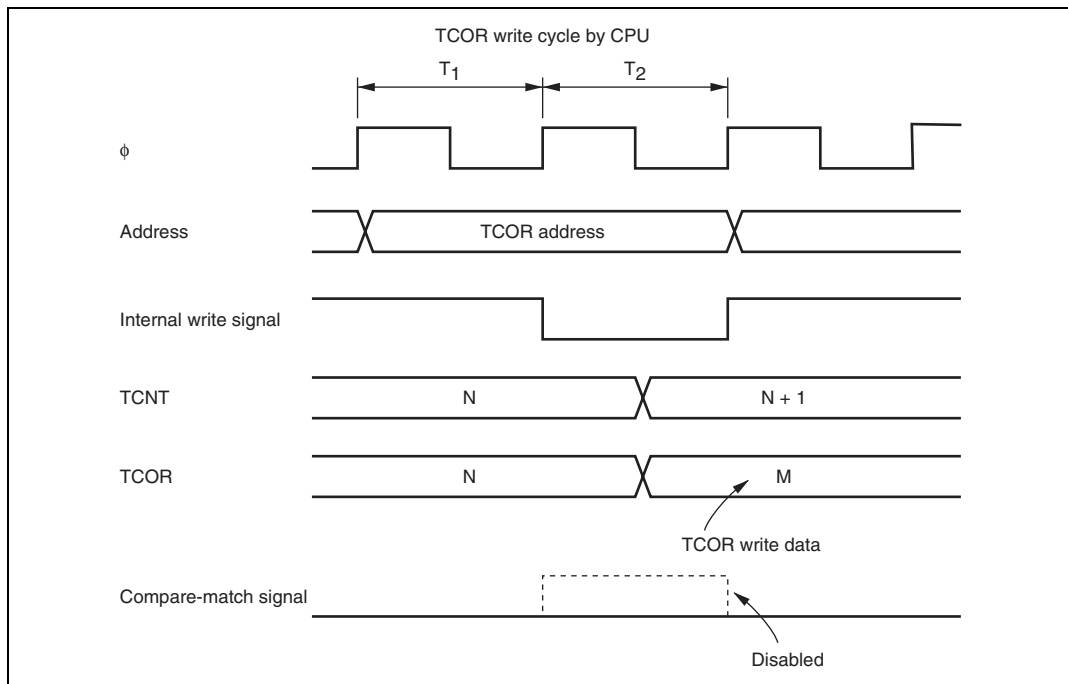 TCOR write cycle by CPU
T1 T2
φ
Address TCOR address
Internal write signal
TCNT N N + 1
TCOR N M
TCOR write data
Compare-match signal
Disabled